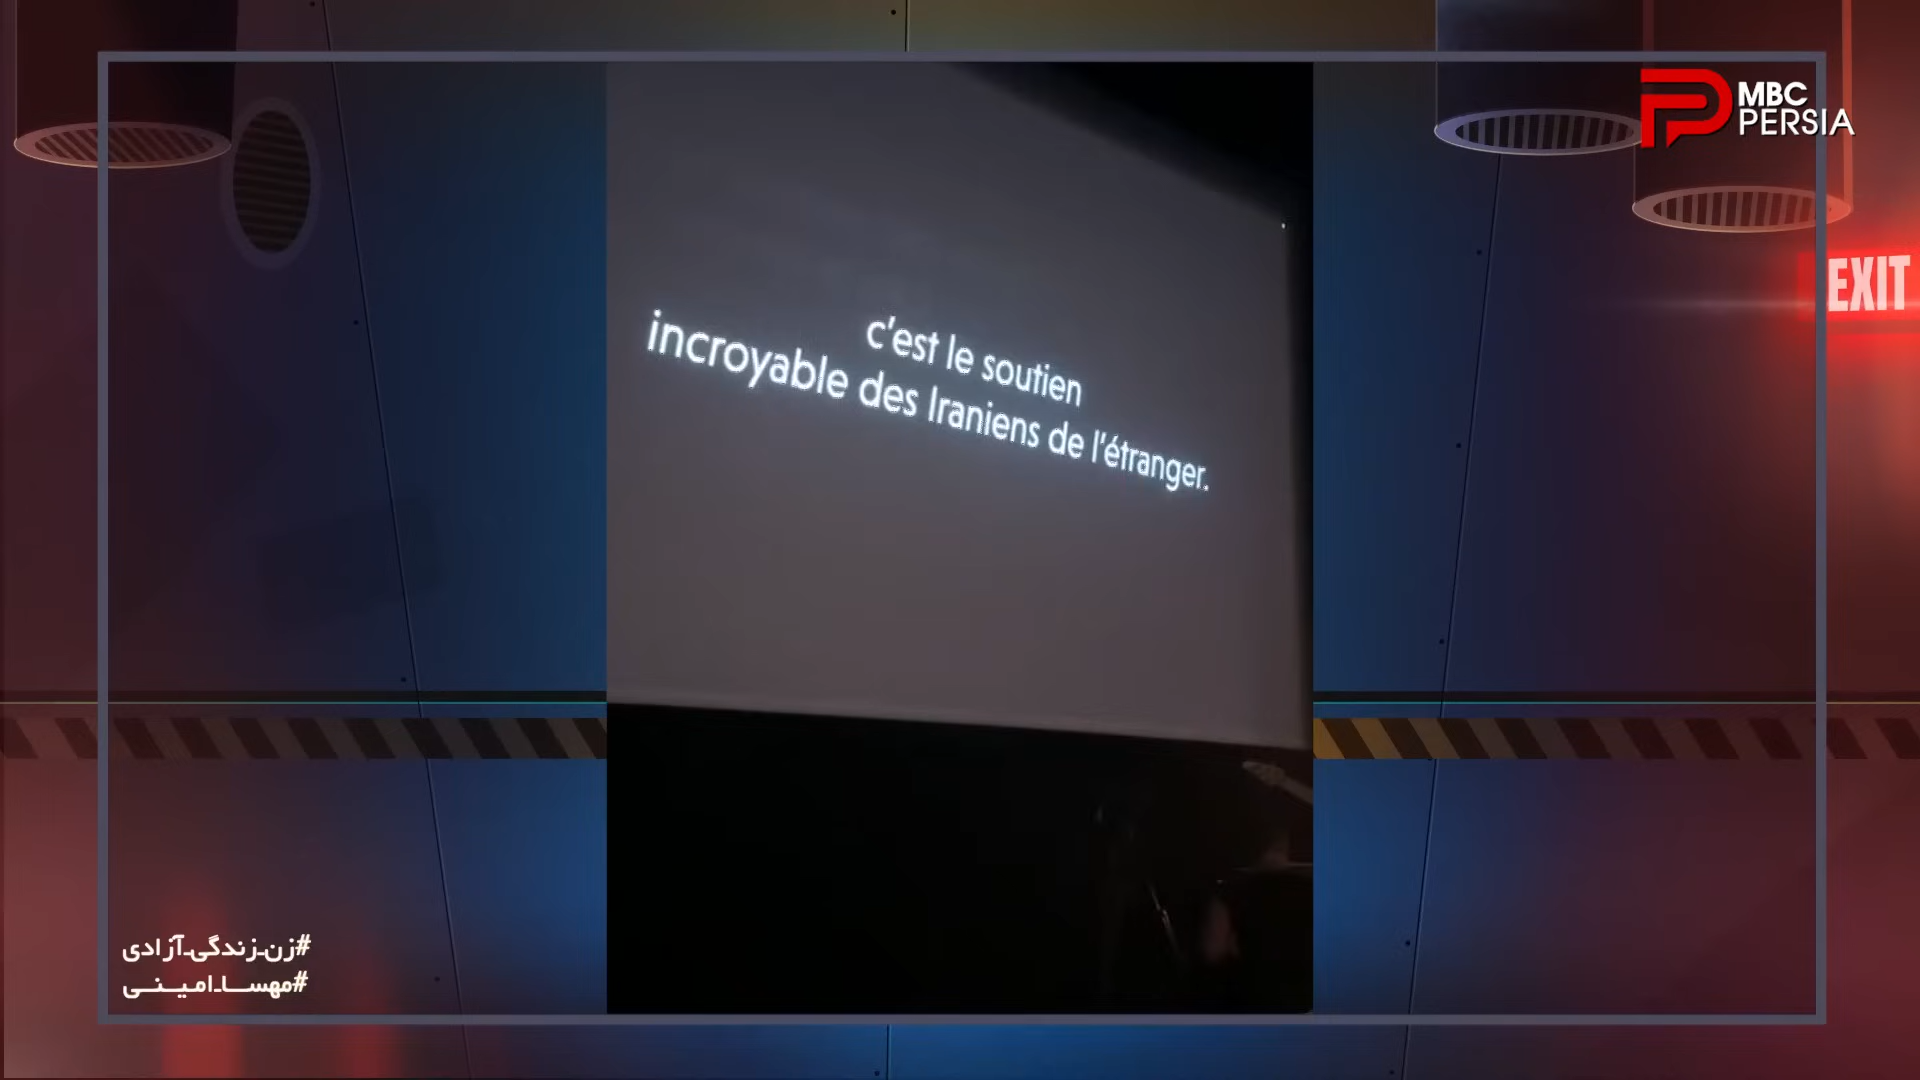 MBC
PERSIA
EXIT
c'est le soutien
incroyable des Iraniens de l'étranger.
#زن_زندگی_آزادی
#مهسا_امینی